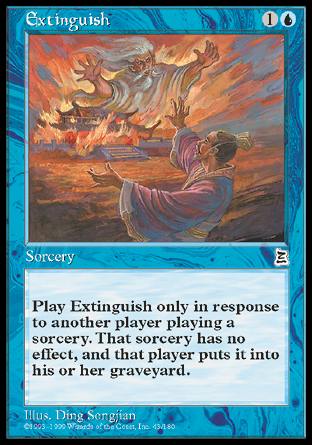 Extinguish 1
Sorcery
Play Extinguish only in response
to another player playing a
sorcery. That sorcery has no
effect, and that player puts it into
his or her graveyard.
Illus. Ding Songjian
©1993-1999 Wizards of the Coast, Inc. 43/180